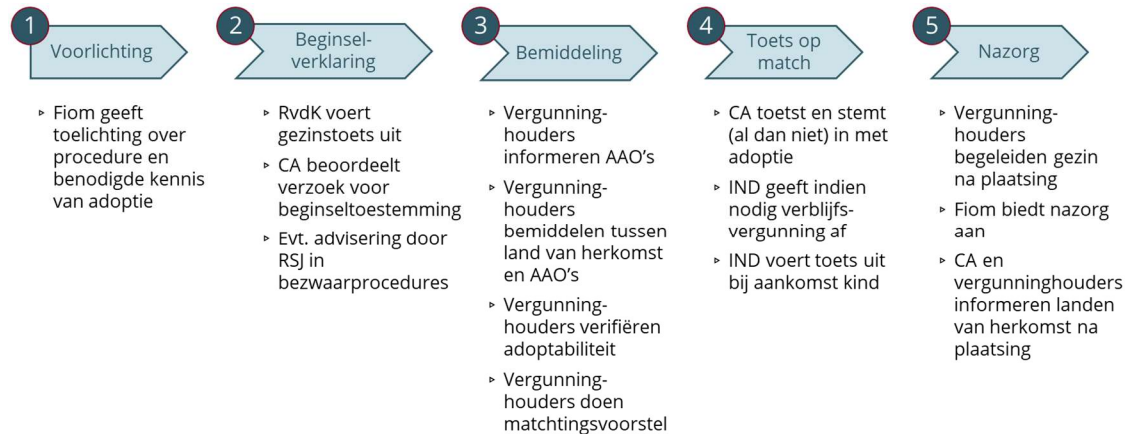 1
Voorlichting
▹ Fiom geeft
toelichting over
procedure en
benodigde kennis
van adoptie
2
Beginsel-
verklaring
▹ RvdK voert
gezinstoets uit
▹ CA beoordeelt
verzoek voor
beginseltoestemming
▹ Evt. advisering door
RSJ in
bezwaarprocedures
3
Bemiddeling
▹ Vergunning-
houders
informeren AAO’s
▹ Vergunning-
houders
bemiddelen tussen
land van herkomst
en AAO’s
▹ Vergunning-
houders verifiëren
adoptabiliteit
▹ Vergunning-
houders doen
matchtingsvoorstel
4
Toets op
match
▹ CA toetst en stemt
(al dan niet) in met
adoptie
▹ IND geeft indien
nodig verblijfs-
vergunning af
▹ IND voert toets uit
bij aankomst kind
5
Nazorg
▹ Vergunning-
houders
begeleiden gezin
na plaatsing
▹ Fiom biedt nazorg
aan
▹ CA en
vergunninghouders
informeren landen
van herkomst na
plaatsing